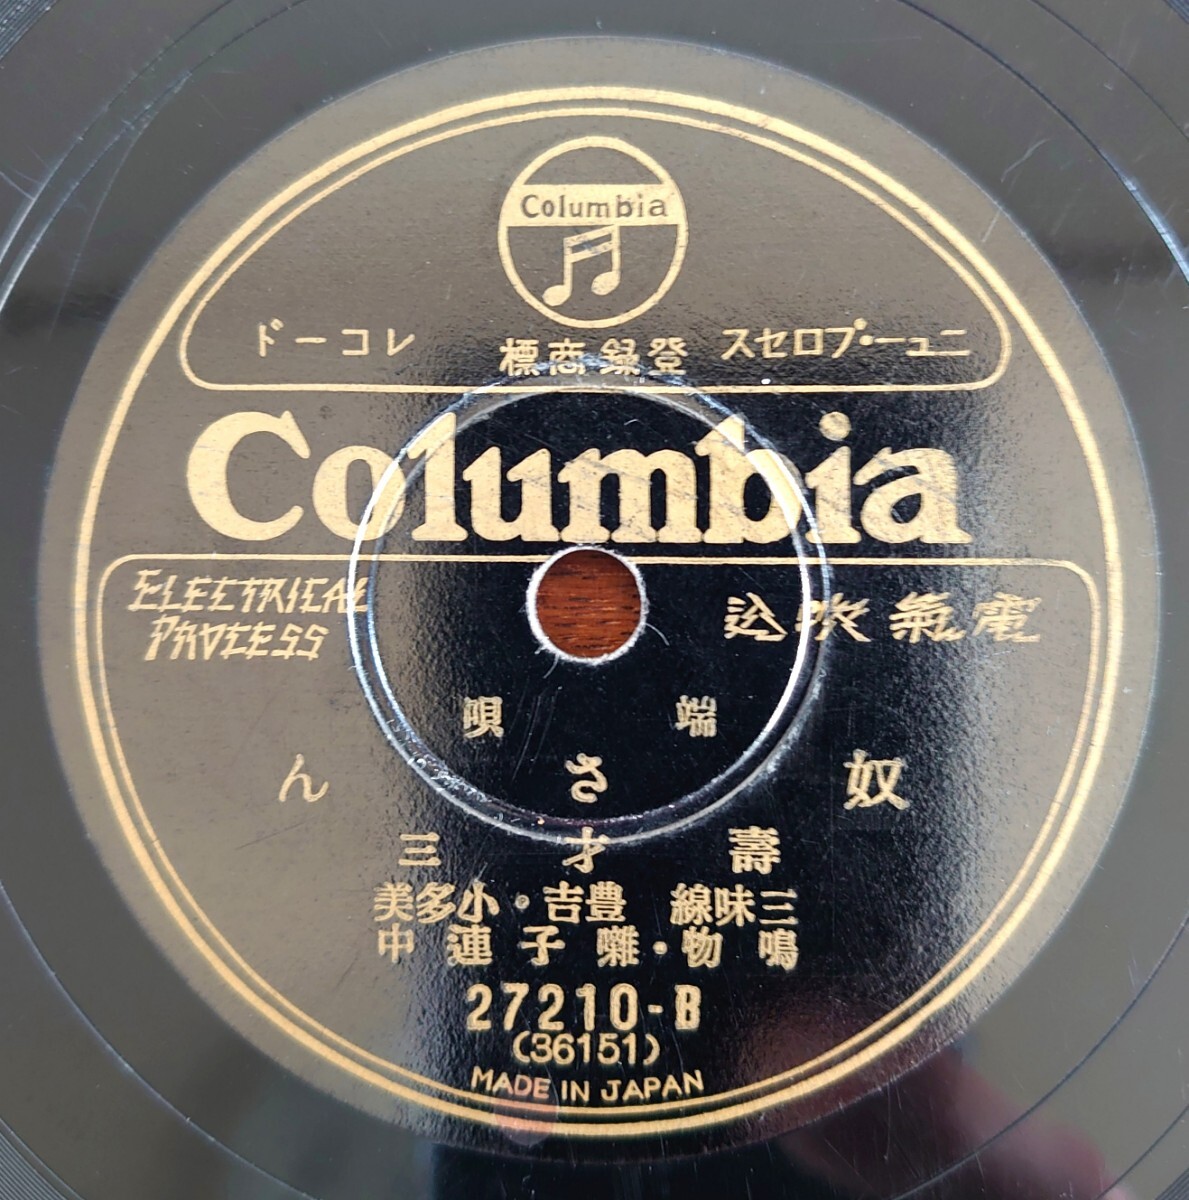 Columbia
ニュー・プロセス 登録商標 レコード
Columbia
ELECTRICAL
PROCESS
電氣吹込
端唄
奴さん
壽才三
三味線 豊吉・小多美
鳴物・囃子連中
27210-B
(36151)
MADE IN JAPAN